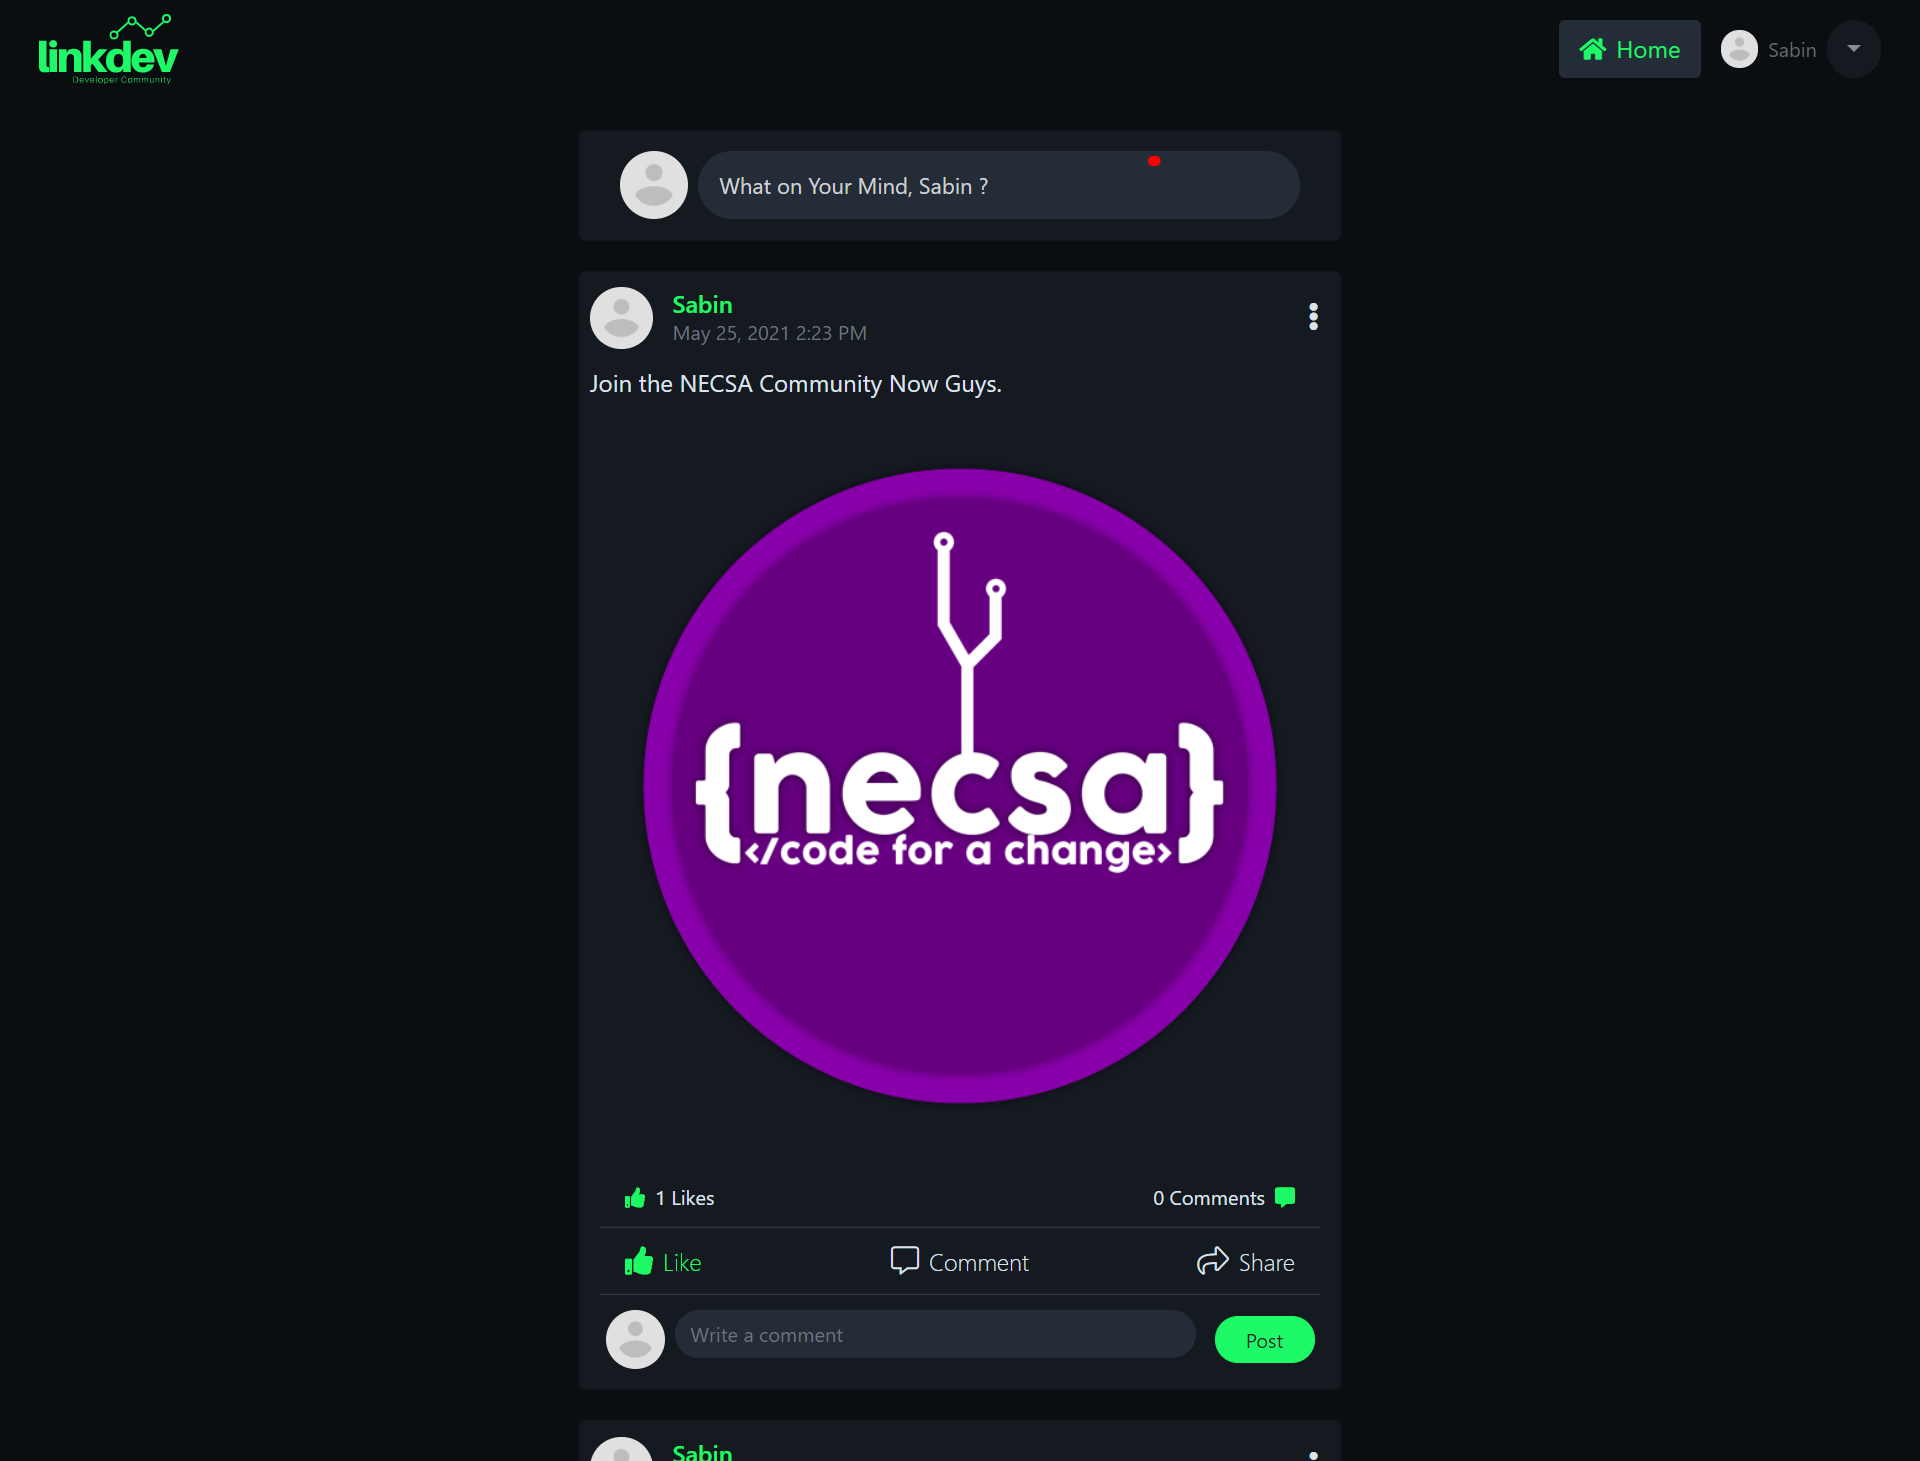 linkdev
Developer Community
Home
Sabin
What on Your Mind, Sabin ?
Sabin
May 25, 2021 2:23 PM
Join the NECSA Community Now Guys.
{necsa}
</code for a change>
1 Likes
0 Comments
Like
Comment
Share
Write a comment
Post
Sabin